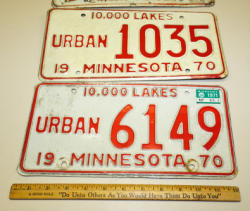 10,000 LAKES
URBAN 1035
19 MINNESOTA 70
10,000 LAKES
1971
URBAN 6149
19 MINNESOTA 70
"Do Unto Others As You Would Have Them Do Unto You"